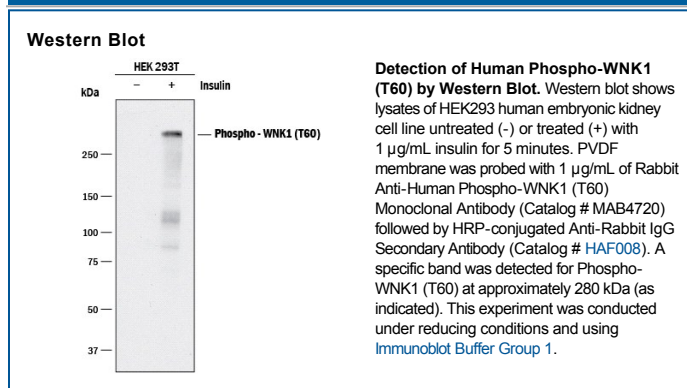 Western Blot
HEK 293T
kDa
– + Insulin
Phospho - WNK1 (T60)
250
150
100
75
50
37
Detection of Human Phospho-WNK1
(T60) by Western Blot. Western blot shows
lysates of HEK293 human embryonic kidney
cell line untreated (-) or treated (+) with
1 µg/mL insulin for 5 minutes. PVDF
membrane was probed with 1 µg/mL of Rabbit
Anti-Human Phospho-WNK1 (T60)
Monoclonal Antibody (Catalog # MAB4720)
followed by HRP-conjugated Anti-Rabbit IgG
Secondary Antibody (Catalog # HAF008). A
specific band was detected for Phospho-
WNK1 (T60) at approximately 280 kDa (as
indicated). This experiment was conducted
under reducing conditions and using
Immunoblot Buffer Group 1.